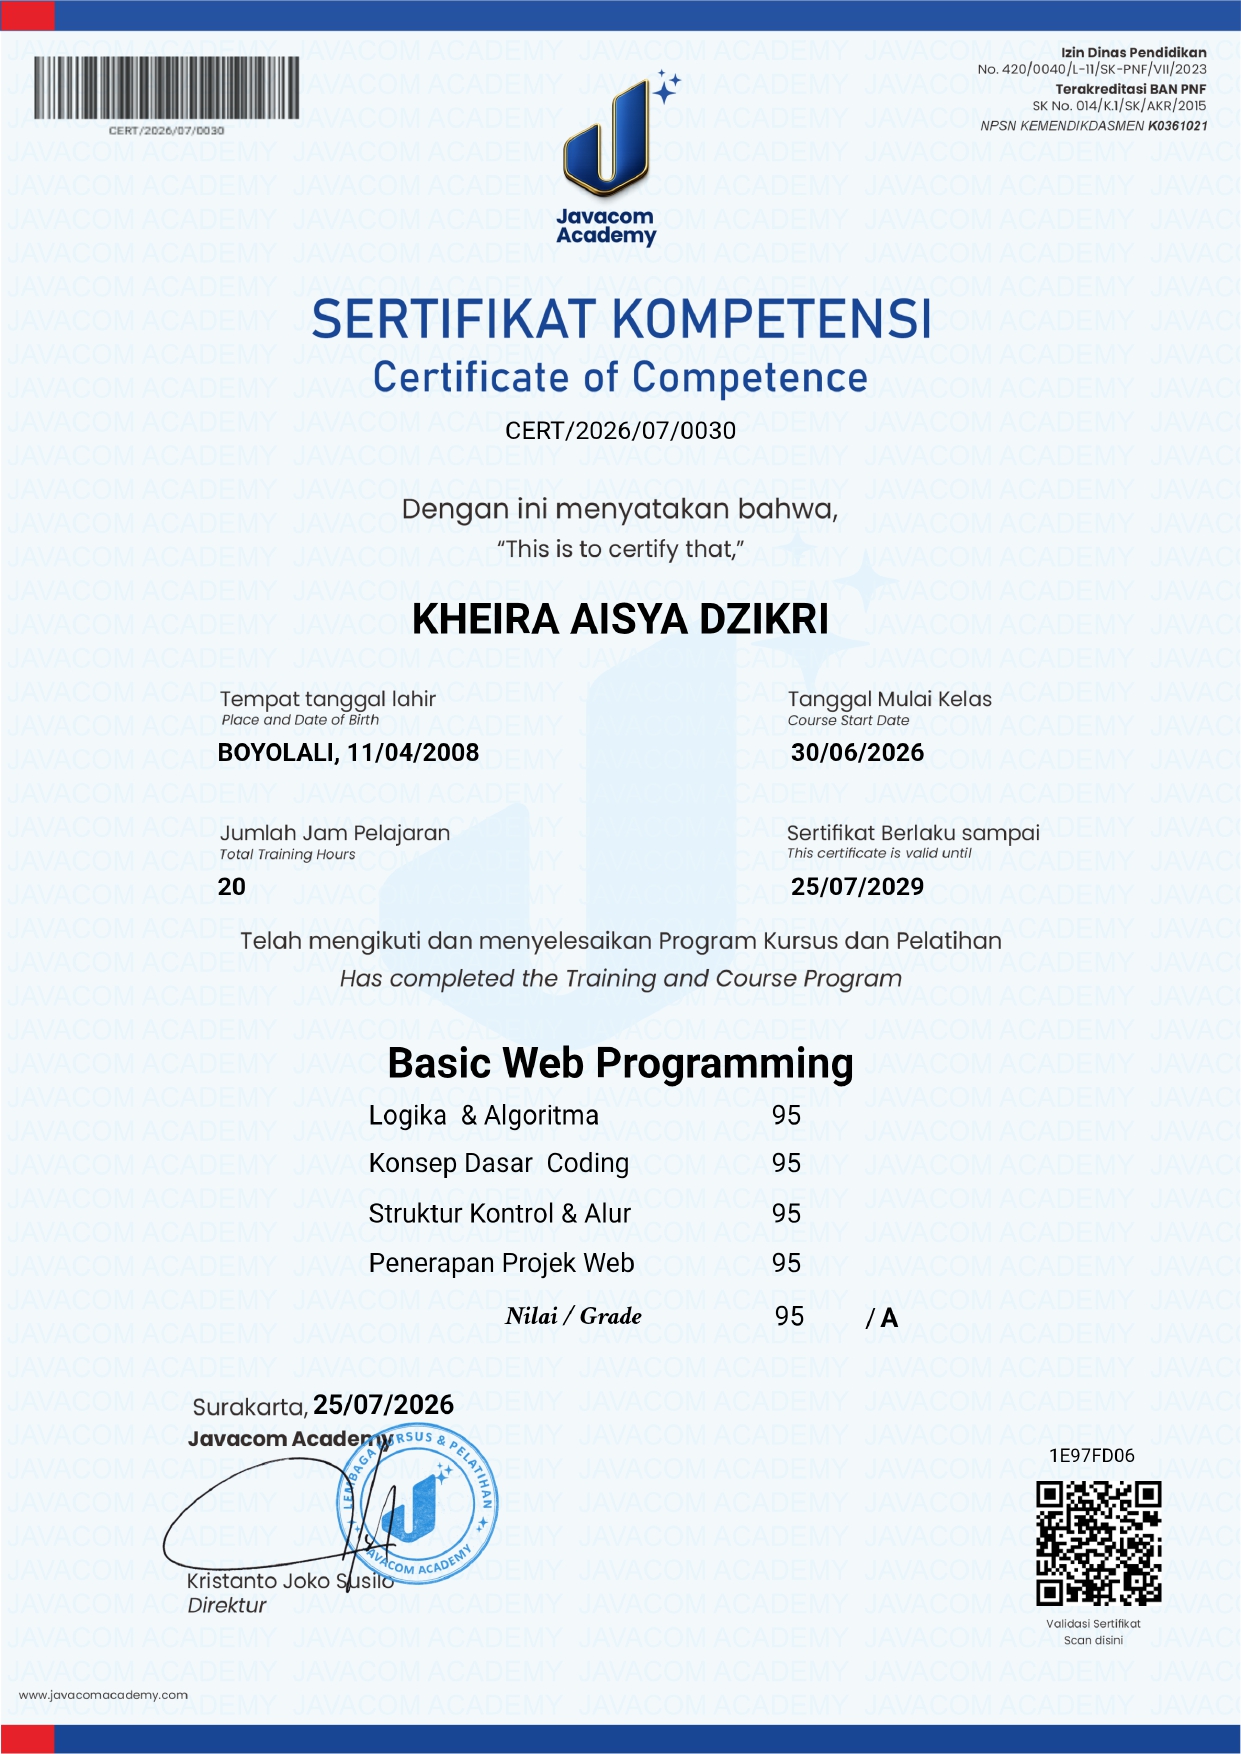 Izin Dinas Pendidikan
No. 420/0040/L-11/SK-PNF/VII/2023
Terakreditasi BAN PNF
SK No. 014/K.1/SK/AKR/2015
NPSN KEMENDIKDASMEN K0361021
CERT/2026/07/0030
Javacom
Academy
SERTIFIKAT KOMPETENSI
Certificate of Competence
CERT/2026/07/0030
Dengan ini menyatakan bahwa,
“This is to certify that,”
KHEIRA AISYA DZIKRI
Tempat tanggal lahir
Place and Date of Birth
BOYOLALI, 11/04/2008
Tanggal Mulai Kelas
Course Start Date
30/06/2026
Jumlah Jam Pelajaran
Total Training Hours
20
Sertifikat Berlaku sampai
This certificate is valid until
25/07/2029
Telah mengikuti dan menyelesaikan Program Kursus dan Pelatihan
Has completed the Training and Course Program
Basic Web Programming
Logika & Algoritma 95
Konsep Dasar Coding 95
Struktur Kontrol & Alur 95
Penerapan Projek Web 95
Nilai / Grade 95 / A
Surakarta, 25/07/2026
Javacom Academy
LEMBAGA KURSUS & PELATIHAN
JAVACOM ACADEMY
Kristanto Joko Susilo
Direktur
1E97FD06
Validasi Sertifikat
Scan disini
www.javacomacademy.com